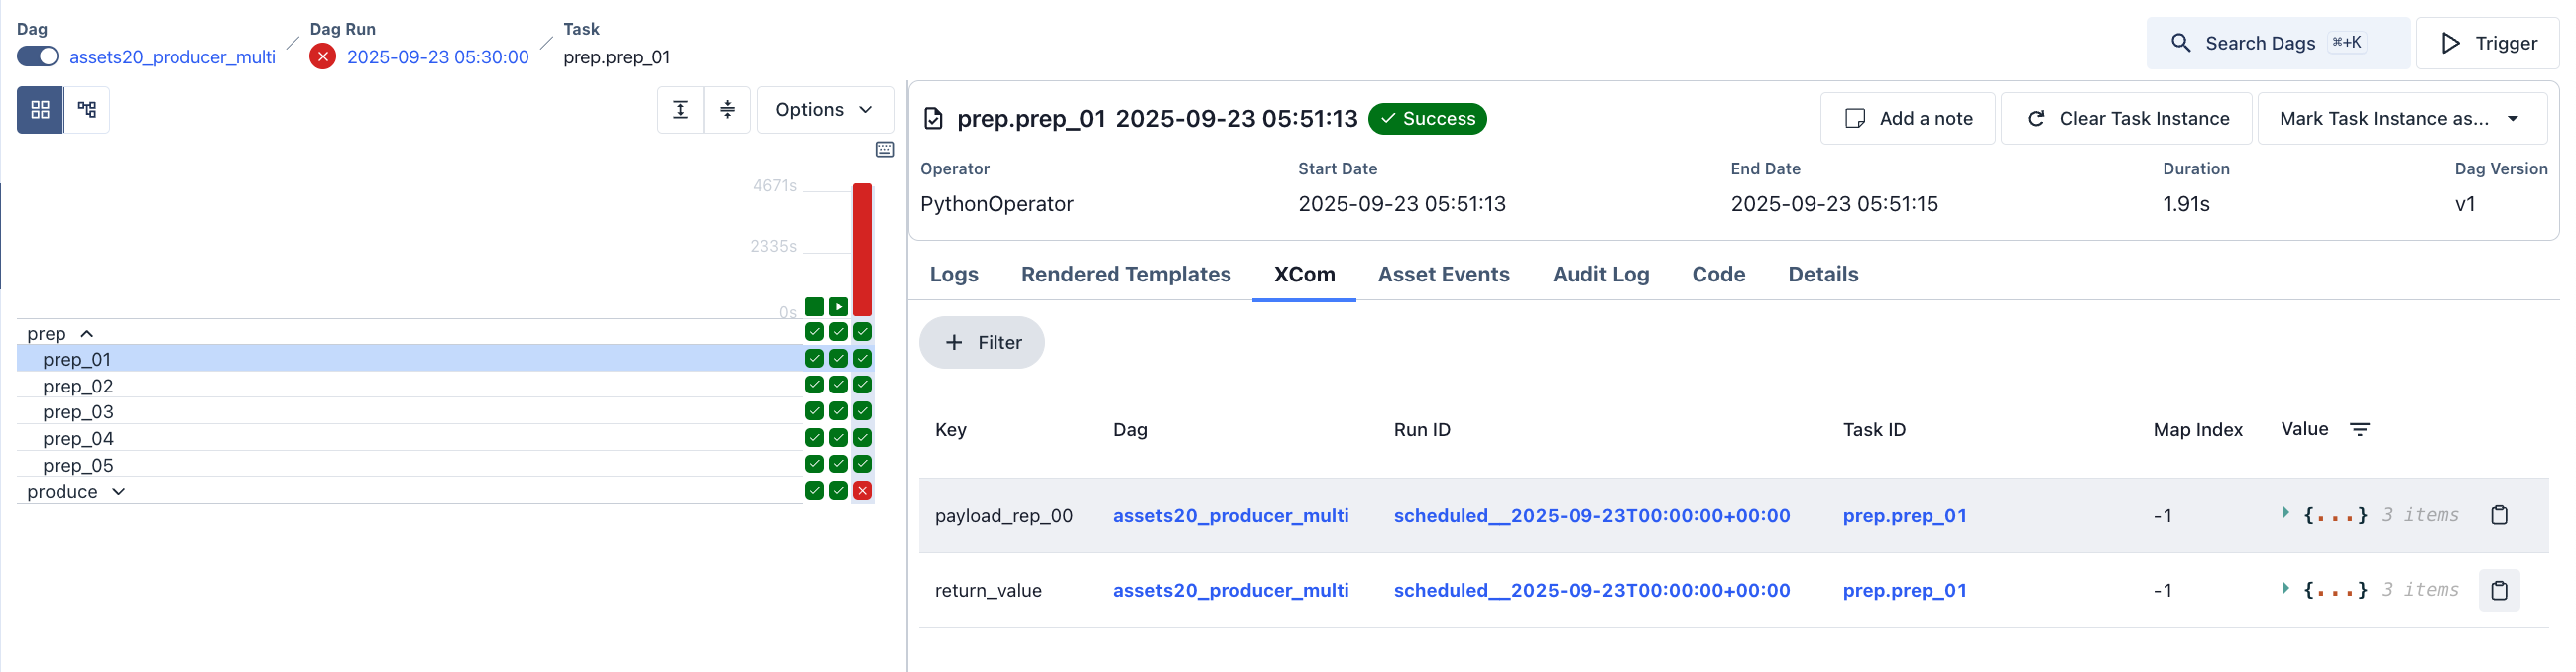 Dag
assets20_producer_multi
Dag Run
2025-09-23 05:30:00
Task
prep.prep_01
Search Dags ⌘+K
Trigger
Options
4671s
2335s
0s
prep
prep_01
prep_02
prep_03
prep_04
prep_05
produce
prep.prep_01 2025-09-23 05:51:13 Success
Add a note
Clear Task Instance
Mark Task Instance as...
Operator Start Date End Date Duration Dag Version
PythonOperator 2025-09-23 05:51:13 2025-09-23 05:51:15 1.91s v1
Logs Rendered Templates XCom Asset Events Audit Log Code Details
+ Filter
Key Dag Run ID Task ID Map Index Value
payload_rep_00 assets20_producer_multi scheduled__2025-09-23T00:00:00+00:00 prep.prep_01 -1 {...} 3 items
return_value assets20_producer_multi scheduled__2025-09-23T00:00:00+00:00 prep.prep_01 -1 {...} 3 items